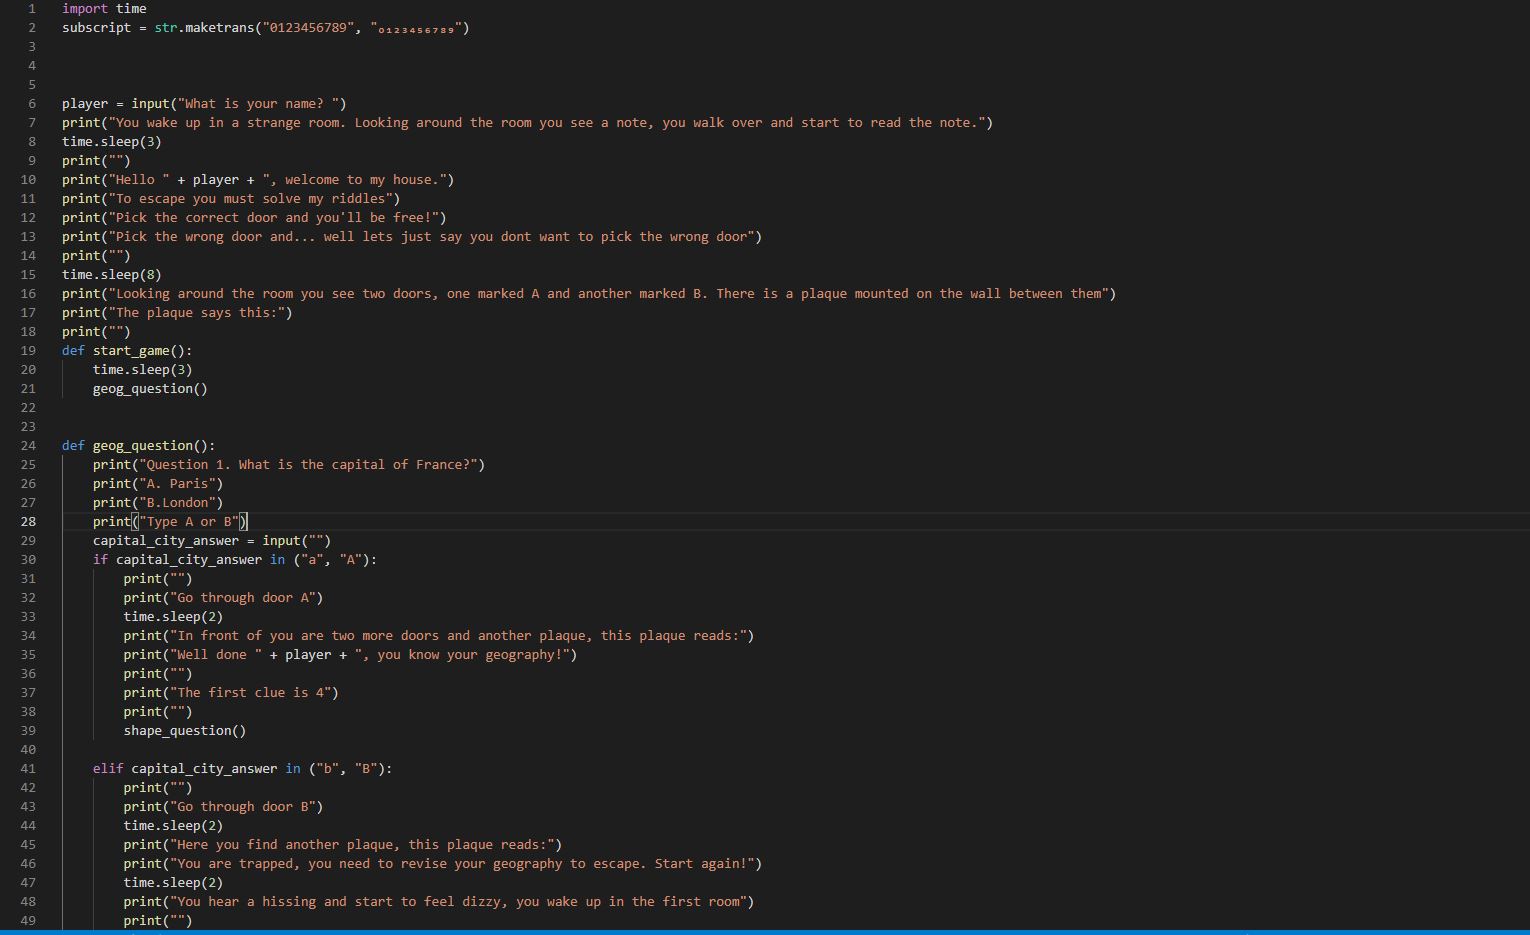 1 import time
2 subscript = str.maketrans("0123456789", "₀₁₂₃₄₅₆₇₈₉")
3
4
5
6 player = input("What is your name? ")
7 print("You wake up in a strange room. Looking around the room you see a note, you walk over and start to read the note.")
8 time.sleep(3)
9 print("")
10 print("Hello " + player + ", welcome to my house.")
11 print("To escape you must solve my riddles")
12 print("Pick the correct door and you'll be free!")
13 print("Pick the wrong door and... well lets just say you dont want to pick the wrong door")
14 print("")
15 time.sleep(8)
16 print("Looking around the room you see two doors, one marked A and another marked B. There is a plaque mounted on the wall between them")
17 print("The plaque says this:")
18 print("")
19 def start_game():
20     time.sleep(3)
21     geog_question()
22
23
24 def geog_question():
25     print("Question 1. What is the capital of France?")
26     print("A. Paris")
27     print("B.London")
28     print("Type A or B")
29     capital_city_answer = input("")
30     if capital_city_answer in ("a", "A"):
31         print("")
32         print("Go through door A")
33         time.sleep(2)
34         print("In front of you are two more doors and another plaque, this plaque reads:")
35         print("Well done " + player + ", you know your geography!")
36         print("")
37         print("The first clue is 4")
38         print("")
39         shape_question()
40
41     elif capital_city_answer in ("b", "B"):
42         print("")
43         print("Go through door B")
44         time.sleep(2)
45         print("Here you find another plaque, this plaque reads:")
46         print("You are trapped, you need to revise your geography to escape. Start again!")
47         time.sleep(2)
48         print("You hear a hissing and start to feel dizzy, you wake up in the first room")
49         print("")